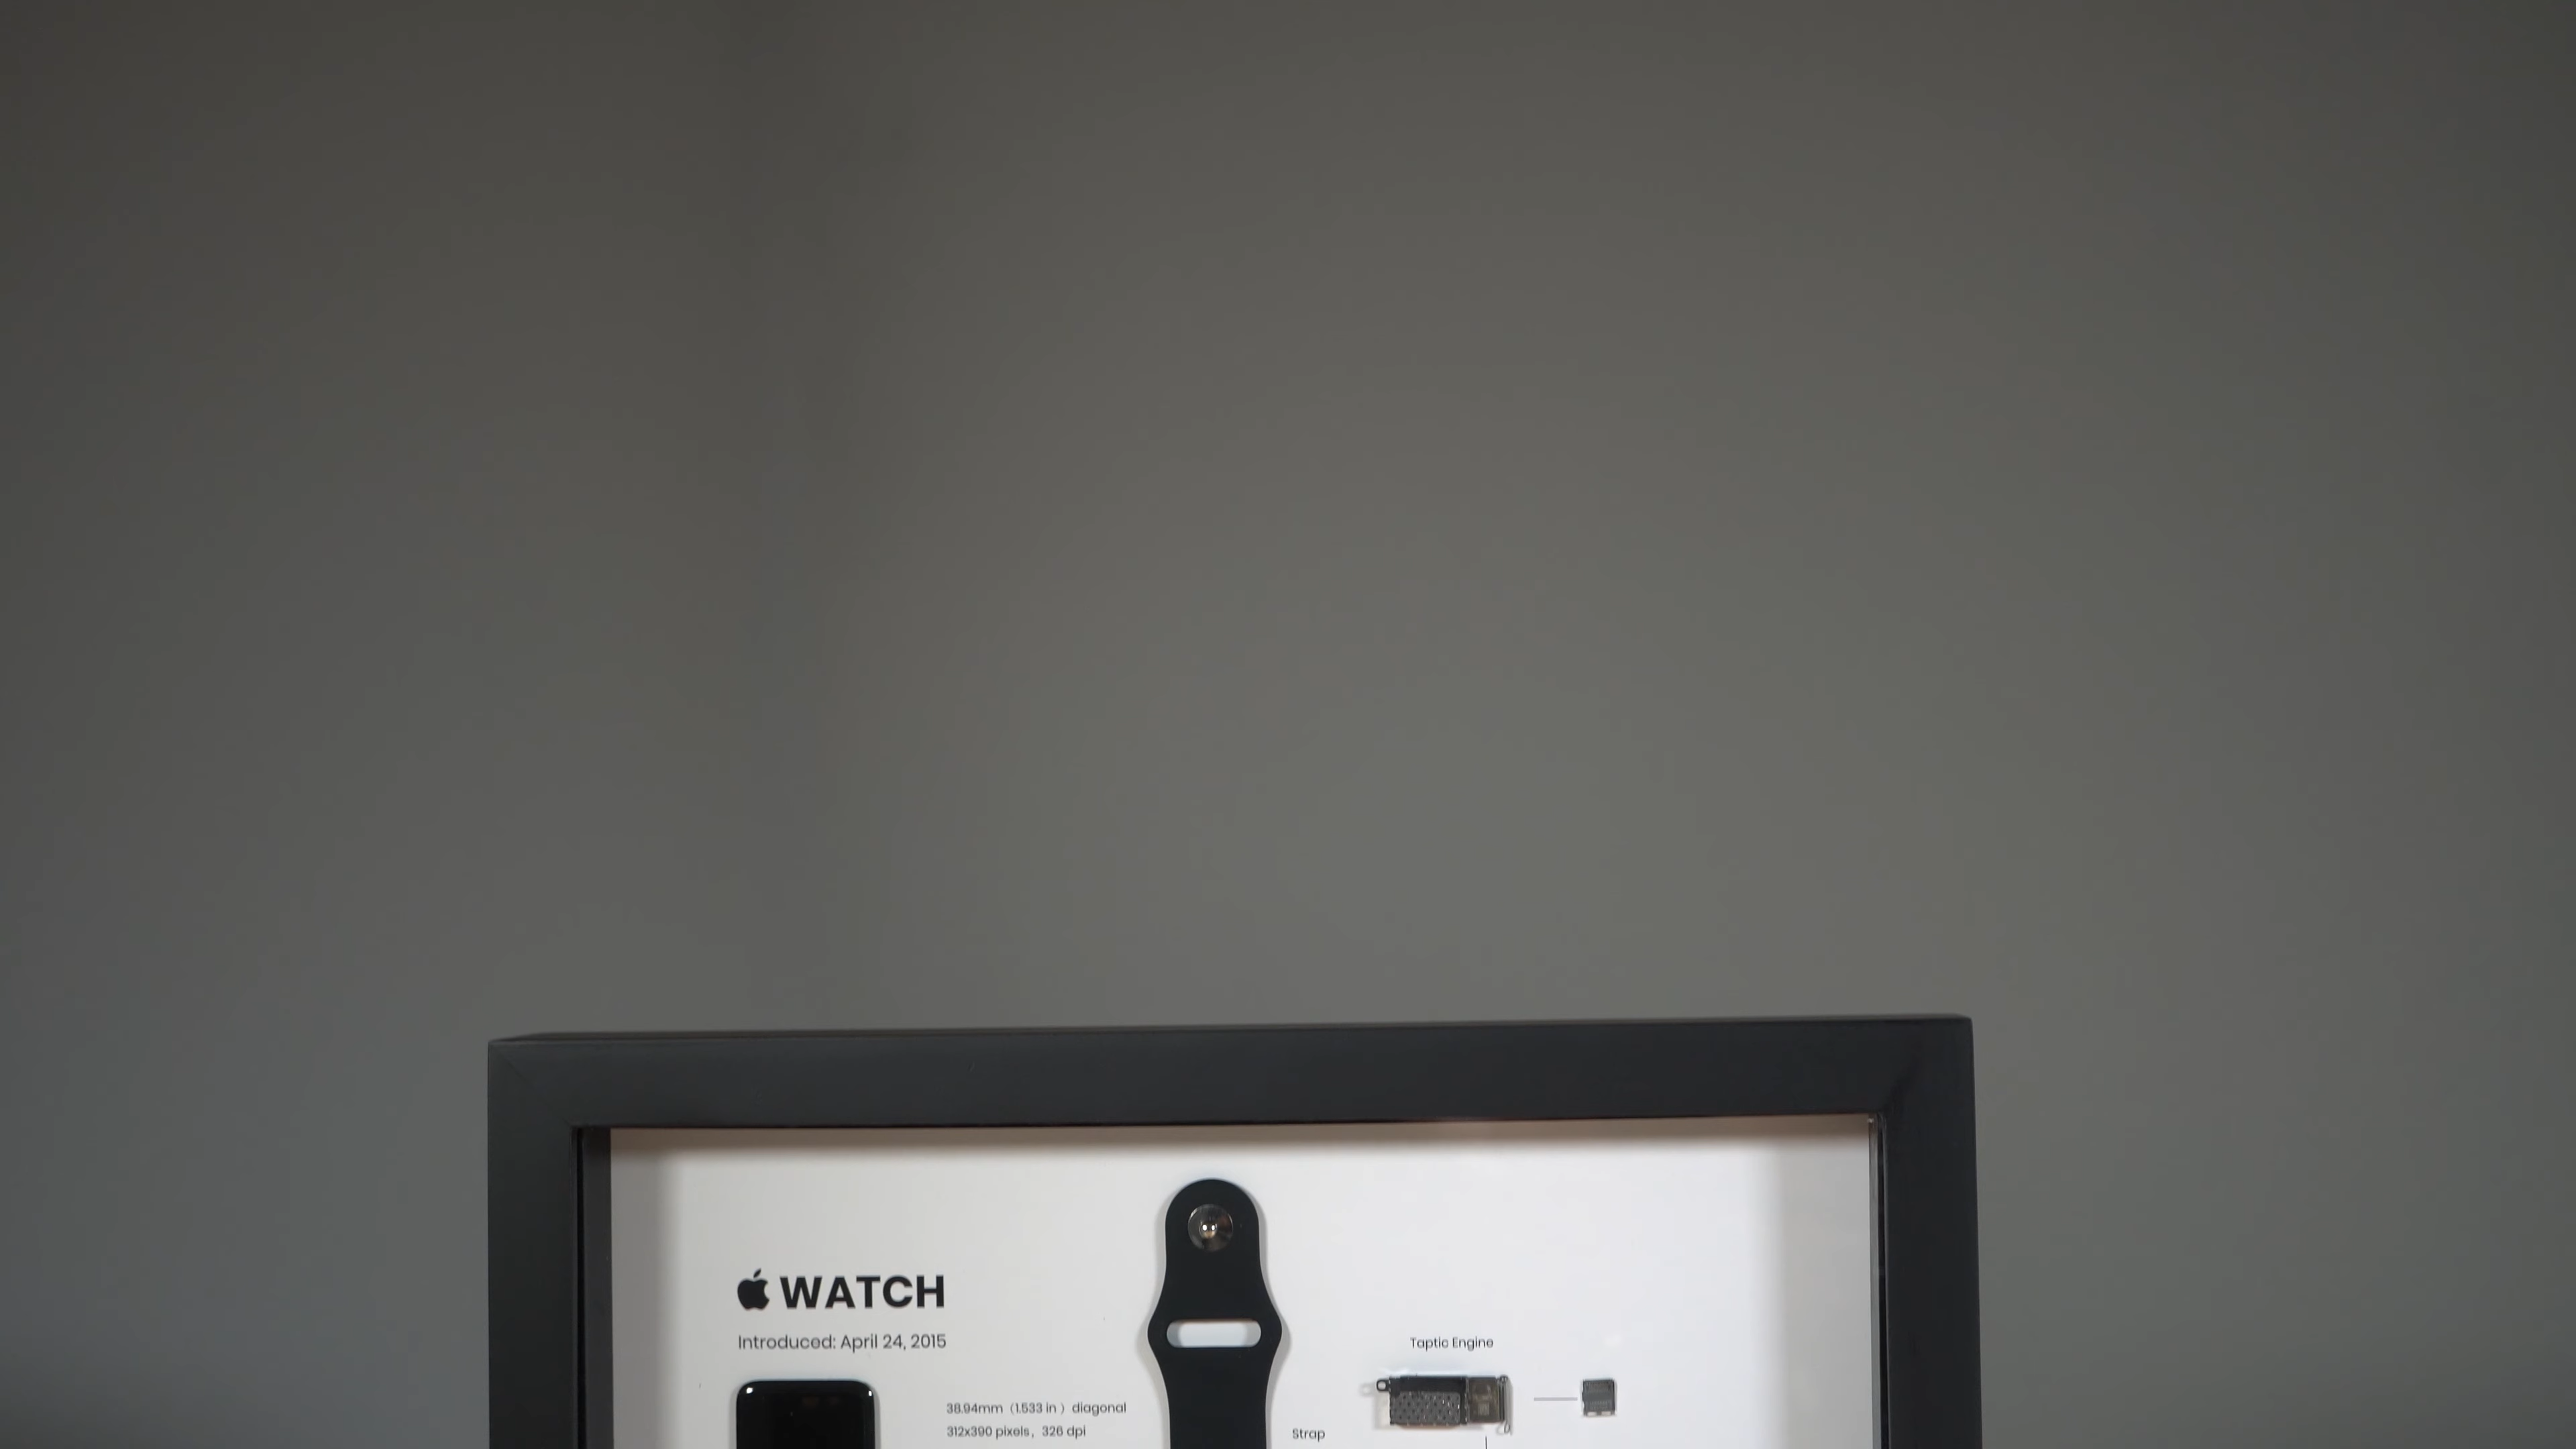 WATCH
Introduced: April 24, 2015
38.94mm（1.533 in ）diagonal
312x390 pixels，326 dpi
Strap
Taptic Engine